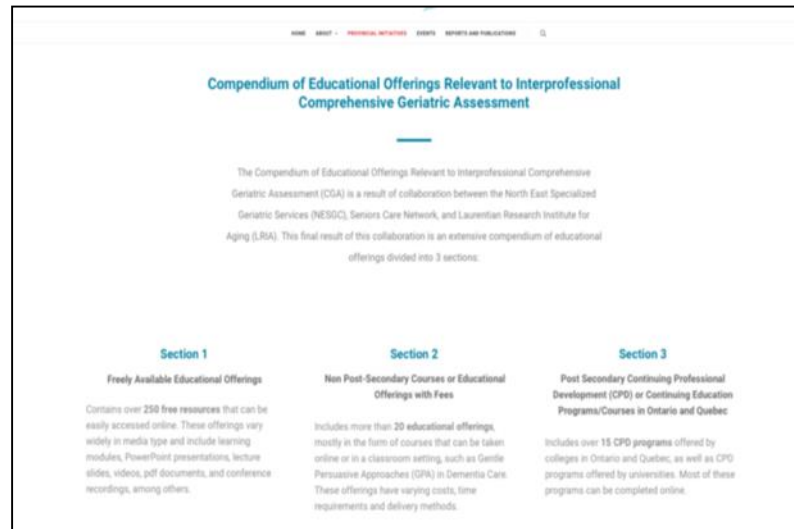 HOME ABOUT PROVINCIAL INITIATIVES EVENTS REPORTS AND PUBLICATIONS
Compendium of Educational Offerings Relevant to Interprofessional
Comprehensive Geriatric Assessment
The Compendium of Educational Offerings Relevant to Interprofessional Comprehensive
Geriatric Assessment (CGA) is a result of collaboration between the North East Specialized
Geriatric Services (NESGC), Seniors Care Network, and Laurentian Research Institute for
Aging (LRIA). This final result of this collaboration is an extensive compendium of educational
offerings divided into 3 sections:
Section 1
Freely Available Educational Offerings
Contains over 250 free resources that can be
easily accessed online. These offerings vary
widely in media type and include learning
modules, PowerPoint presentations, lecture
slides, videos, pdf documents, and conference
recordings, among others.
Section 2
Non Post-Secondary Courses or Educational
Offerings with Fees
Includes more than 20 educational offerings,
mostly in the form of courses that can be taken
online or in a classroom setting, such as Gentle
Persuasive Approaches (GPA) in Dementia Care.
These offerings have varying costs, time
requirements and delivery methods.
Section 3
Post Secondary Continuing Professional
Development (CPD) or Continuing Education
Programs/Courses in Ontario and Quebec
Includes over 15 CPD programs offered by
colleges in Ontario and Quebec, as well as CPD
programs offered by universities. Most of these
programs can be completed online.